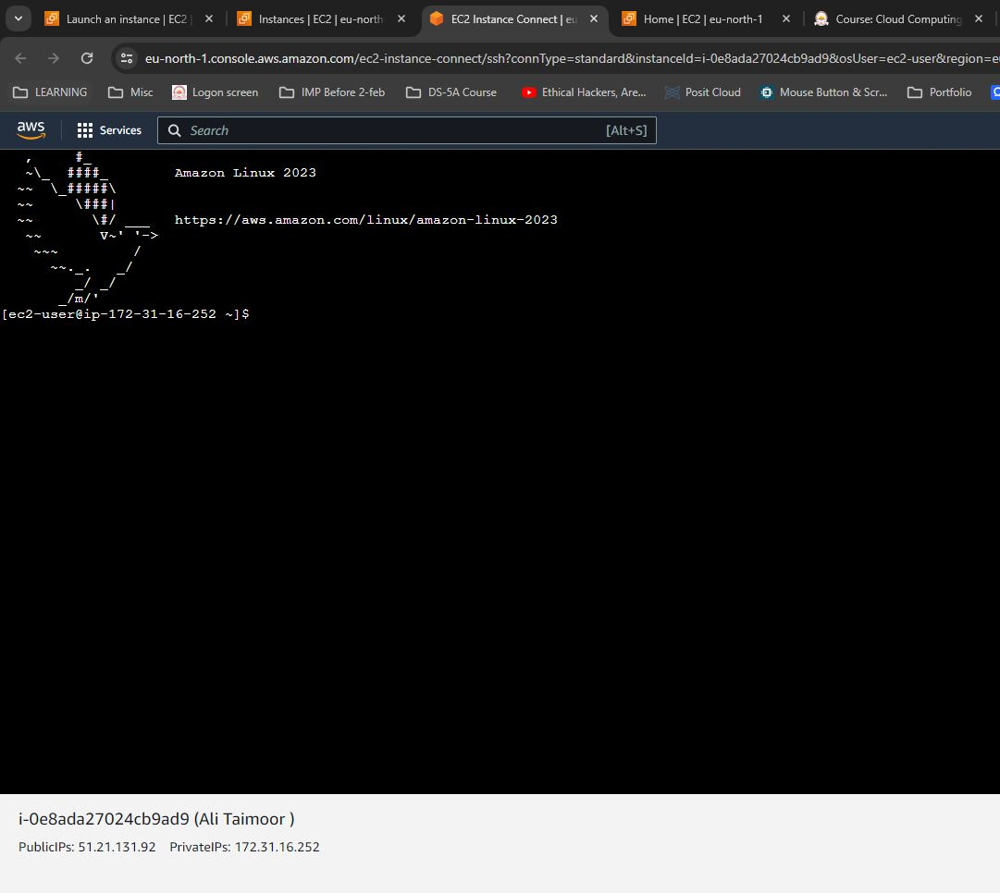 Launch an instance | EC2
Instances | EC2 | eu-north
EC2 Instance Connect | eu
Home | EC2 | eu-north-1
Course: Cloud Computing
eu-north-1.console.aws.amazon.com/ec2-instance-connect/ssh?connType=standard&instanceId=i-0e8ada27024cb9ad9&osUser=ec2-user&region=eu
LEARNING Misc Logon screen IMP Before 2-feb DS-5A Course Ethical Hackers, Are... Posit Cloud Mouse Button & Scr... Portfolio
aws Services Search [Alt+S]
   ,     #_
   ~\_  ####_        Amazon Linux 2023
  ~~  \_#####\
  ~~     \###|
  ~~       \#/ ___   https://aws.amazon.com/linux/amazon-linux-2023
   ~~       V~' '->
    ~~~         /
      ~~._.   _/
         _/ _/
       _/m/'
[ec2-user@ip-172-31-16-252 ~]$
i-0e8ada27024cb9ad9 (Ali Taimoor )
PublicIPs: 51.21.131.92 PrivateIPs: 172.31.16.252